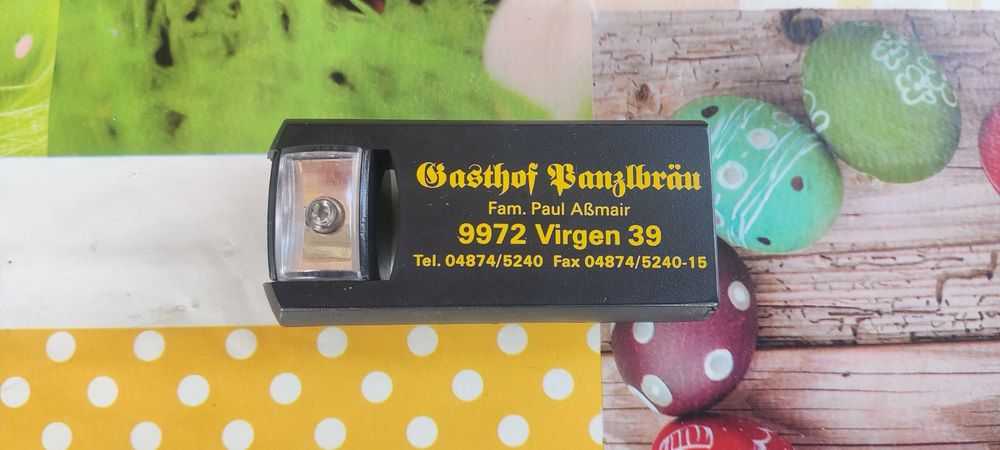 Gasthof Panzlbräu
Fam. Paul Aßmair
9972 Virgen 39
Tel. 04874/5240 Fax 04874/5240-15